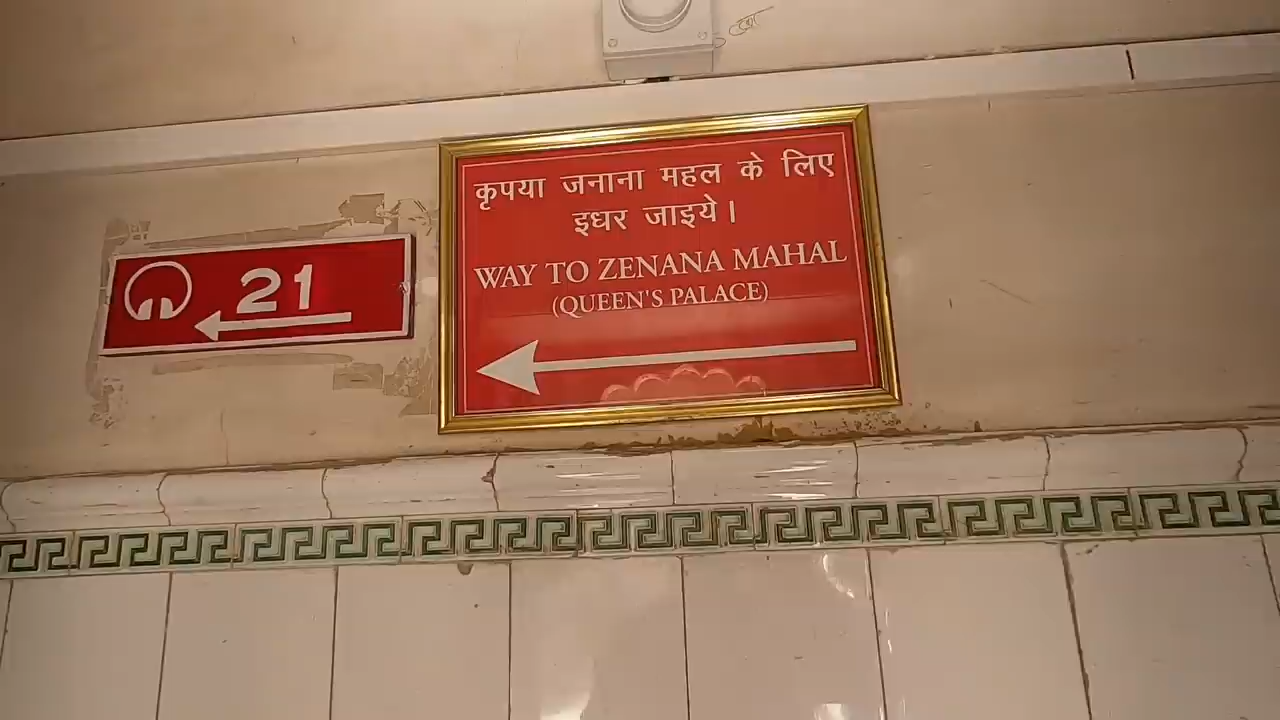 21
कृपया जनाना महल के लिए
इधर जाइये।
WAY TO ZENANA MAHAL
(QUEEN'S PALACE)